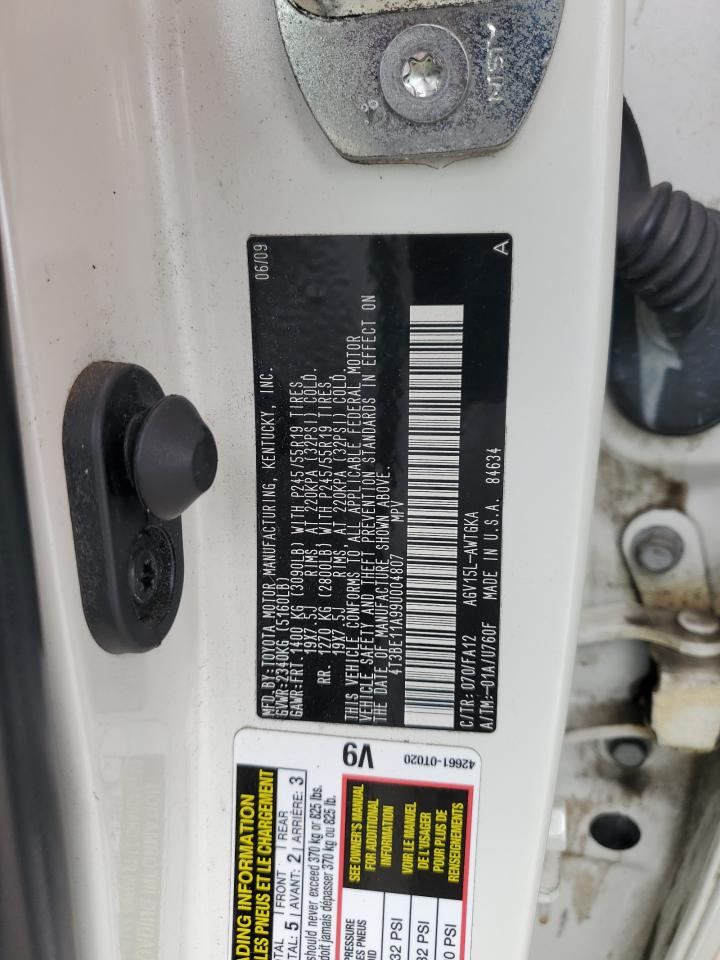 MISTY
06/09
MFD.BY:TOYOTA MOTOR MANUFACTURING, KENTUCKY, INC.
GVWR:2340KG (5160LB)
GAWR:FRT. 1400 KG (3090LB) WITH P245/55R19 TIRES
19X7.5J RIMS, AT 220KPA (32PSI) COLD.
RR. 1270 KG (2800LB) WITH P245/55R19 TIRES
19X7.5J RIMS, AT 220KPA (32PSI) COLD.
THIS VEHICLE CONFORMS TO ALL APPLICABLE FEDERAL MOTOR
VEHICLE SAFETY AND THEFT PREVENTION STANDARDS IN EFFECT ON
THE DATE OF MANUFACTURE SHOWN ABOVE.
4T3BE11A99U004807 MPV
C/TR: 070/FA12 AGV15L-AWTGKA
A/TM:-01A/U760F MADE IN U.S.A. 84634
A
ADING INFORMATION
LES PNEUS ET LE CHARGEMENT
TAL: 5 | FRONT : 2 | REAR : 3
AVANT: | ARRIÈRE:
should never exceed 370 kg or 825 lbs.
doit jamais dépasser 370 kg ou 825 lb.
V9
42661-0T020
PRESSURE
ES PNEUS
OID
SEE OWNER'S MANUAL
FOR ADDITIONAL
INFORMATION
VOIR LE MANUEL
DE L'USAGER
POUR PLUS DE
RENSEIGNEMENTS
32 PSI
32 PSI
0 PSI